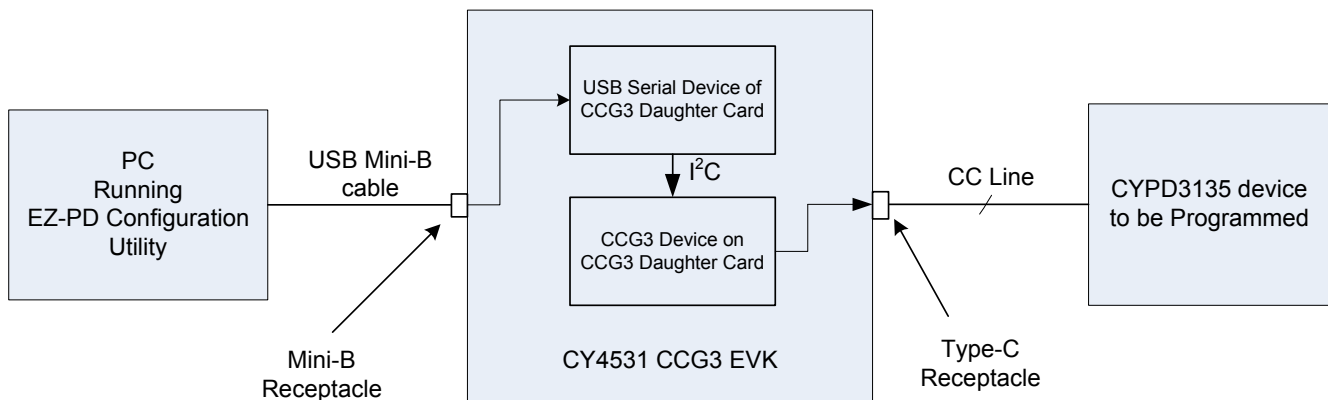 PC
Running
EZ-PD Configuration
Utility
USB Mini-B
cable
Mini-B
Receptacle
USB Serial Device of
CCG3 Daughter Card
I²C
CCG3 Device on
CCG3 Daughter Card
CY4531 CCG3 EVK
CC Line
Type-C
Receptacle
CYPD3135 device
to be Programmed